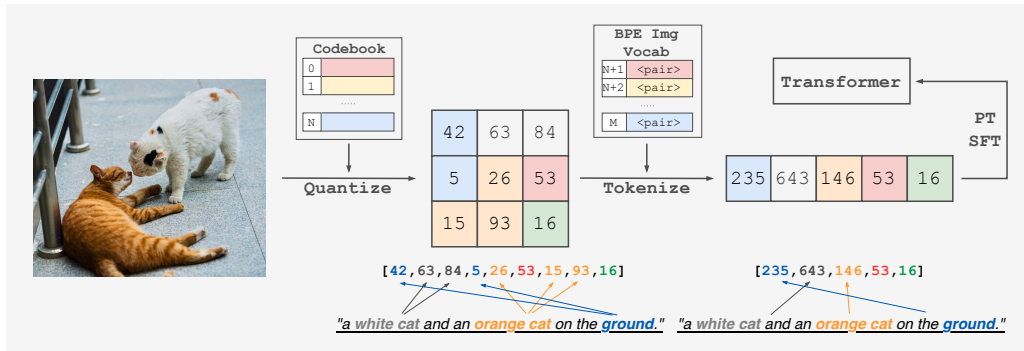 Codebook
0
1
.....
N
Quantize
42 63 84
5 26 53
15 93 16
[42,63,84,5,26,53,15,93,16]
"a white cat and an orange cat on the ground."
BPE Img
Vocab
N+1 <pair>
N+2 <pair>
.....
M <pair>
Tokenize
235 643 146 53 16
Transformer
PT
SFT
[235,643,146,53,16]
"a white cat and an orange cat on the ground."